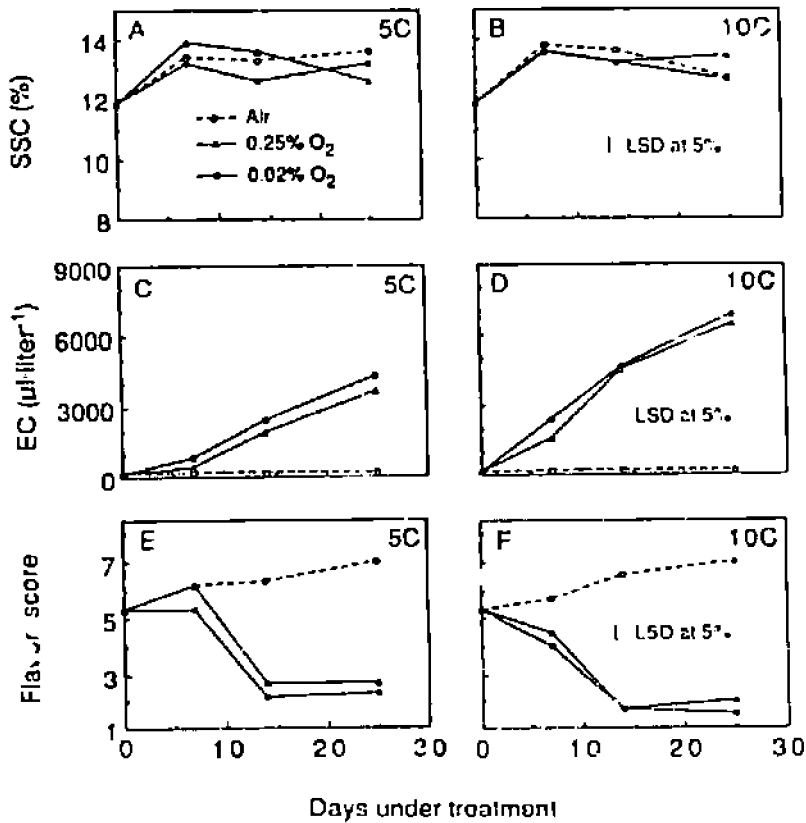 A 5C
B 10C
14
12
10
8
SSC (%)
Air
0.25% O2
0.02% O2
LSD at 5%
C 5C
D 10C
9000
6000
3000
0
EC (µl·liter⁻¹)
LSD at 5%
E 5C
F 10C
7
5
3
1
score
LSD at 5%
0 10 20 30
0 10 20 30
Days under treatment